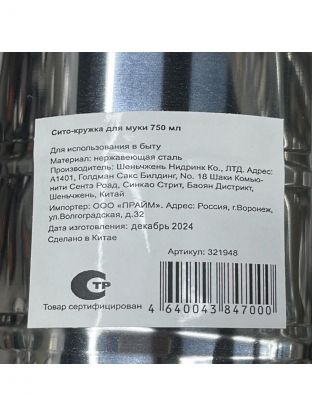 Сито-кружка для муки 750 мл
Для использования в быту
Материал: нержавеющая сталь
Производитель: Шеньчжень Нидринк Ко., ЛТД. Адрес:
А1401, Голдман Сакс Билдинг, No. 18 Шаки Комью-
нити Сентэ Роад, Синкао Стрит, Баоян Дистрикт,
Шеньчжень, Китай
Импортер: ООО «ПРАЙМ». Адрес: Россия, г.Воронеж,
ул.Волгоградская, д.32
Дата изготовления: декабрь 2024
Сделано в Китае
Артикул: 321948
СТР
Товар сертифицирован
4 640043 847000